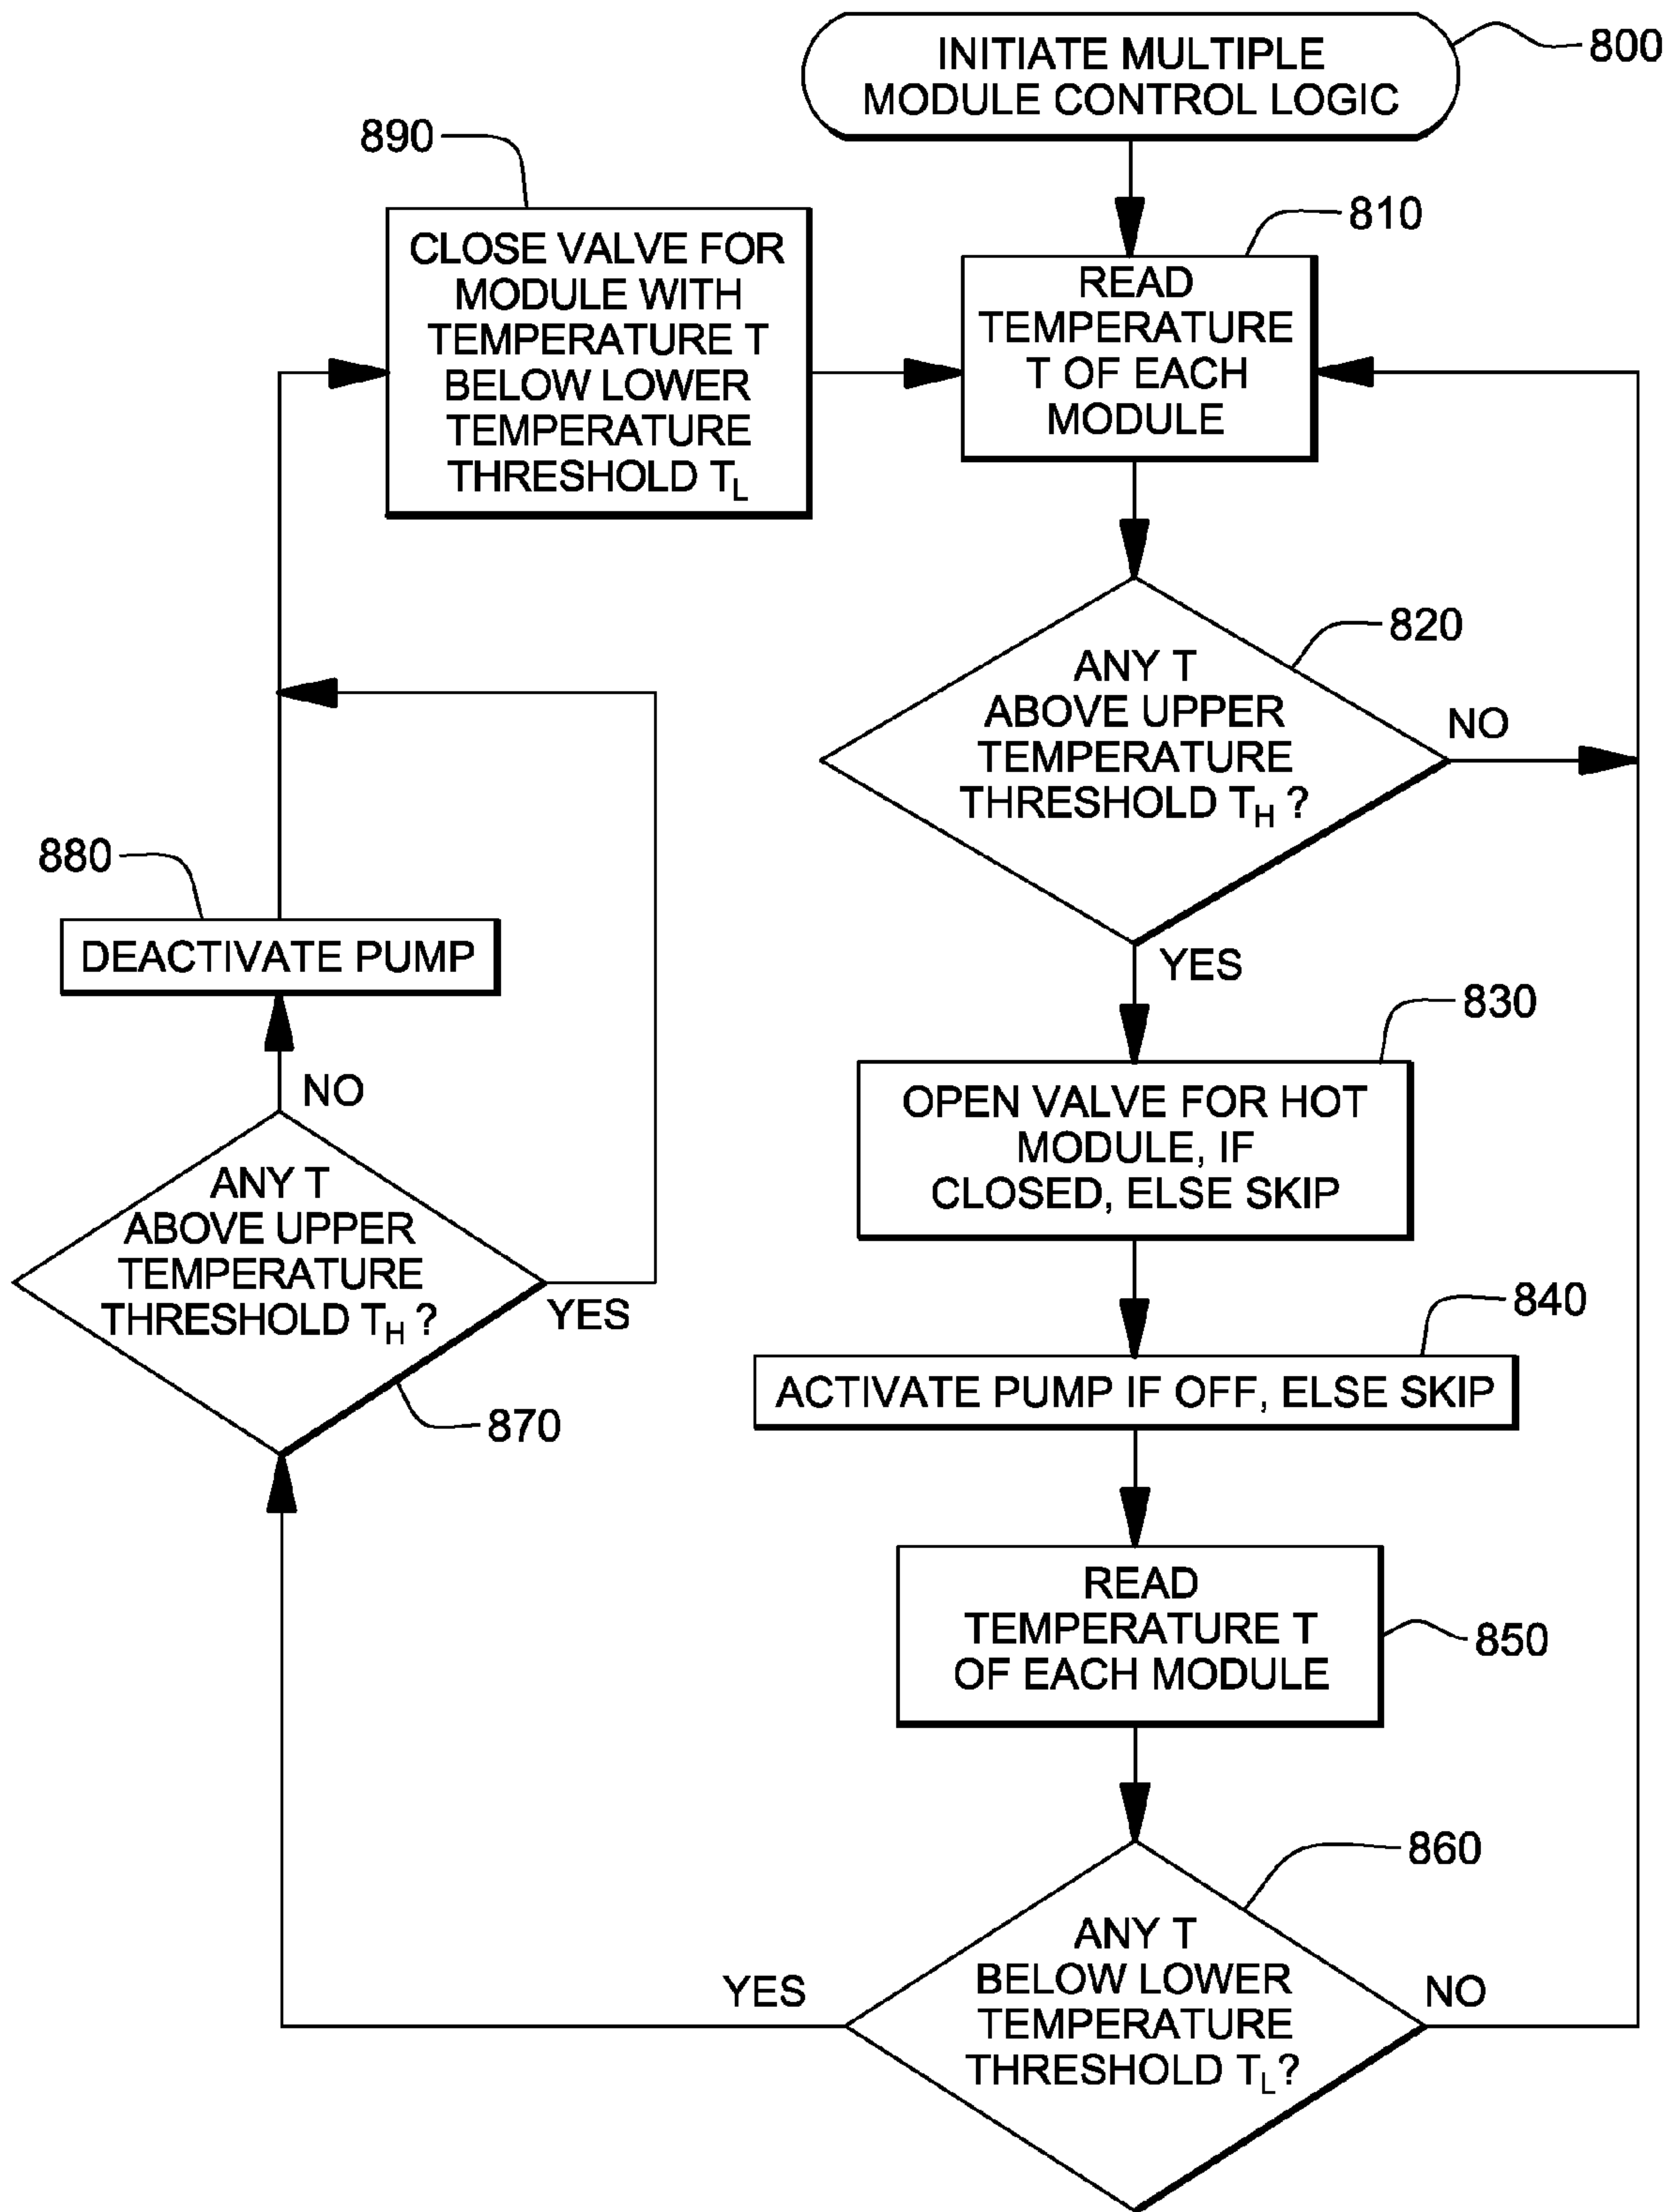 INITIATE MULTIPLE
MODULE CONTROL LOGIC
800
890
CLOSE VALVE FOR
MODULE WITH
TEMPERATURE T
BELOW LOWER
TEMPERATURE
THRESHOLD TL
810
READ
TEMPERATURE
T OF EACH
MODULE
820
ANY T
ABOVE UPPER
TEMPERATURE
THRESHOLD TH ?
NO
YES
880
DEACTIVATE PUMP
830
OPEN VALVE FOR HOT
MODULE, IF
CLOSED, ELSE SKIP
NO
ANY T
ABOVE UPPER
TEMPERATURE
THRESHOLD TH ?
YES
870
840
ACTIVATE PUMP IF OFF, ELSE SKIP
READ
TEMPERATURE T
OF EACH MODULE
850
860
ANY T
BELOW LOWER
TEMPERATURE
THRESHOLD TL?
YES
NO